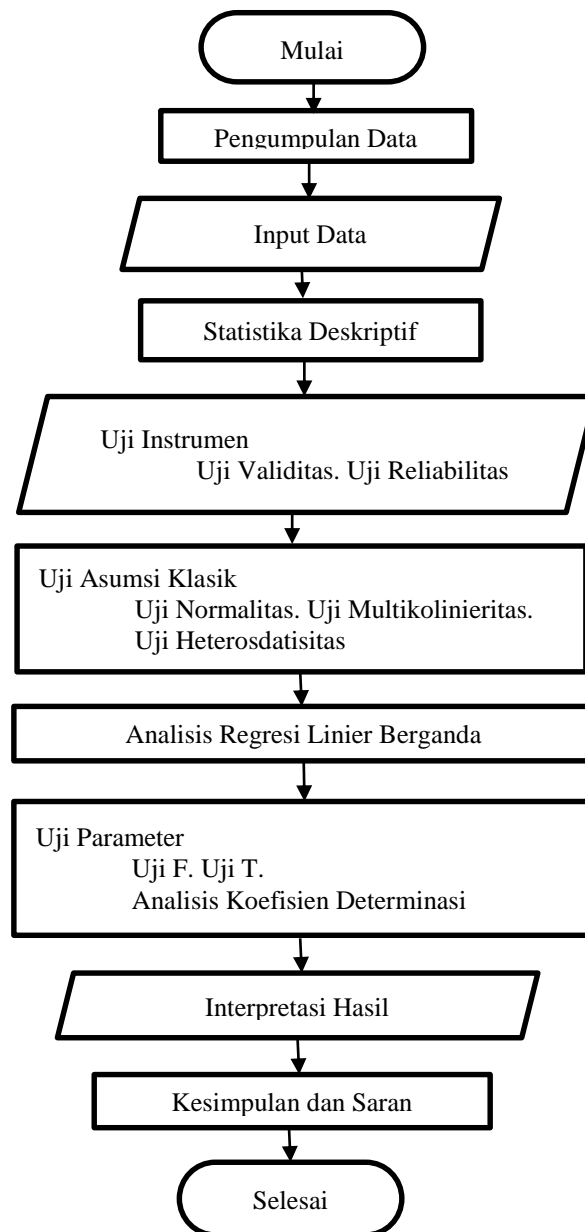 Mulai
Pengumpulan Data
Input Data
Statistika Deskriptif
Uji Instrumen
Uji Validitas. Uji Reliabilitas
Uji Asumsi Klasik
Uji Normalitas. Uji Multikolinieritas.
Uji Heterosdatisitas
Analisis Regresi Linier Berganda
Uji Parameter
Uji F. Uji T.
Analisis Koefisien Determinasi
Interpretasi Hasil
Kesimpulan dan Saran
Selesai